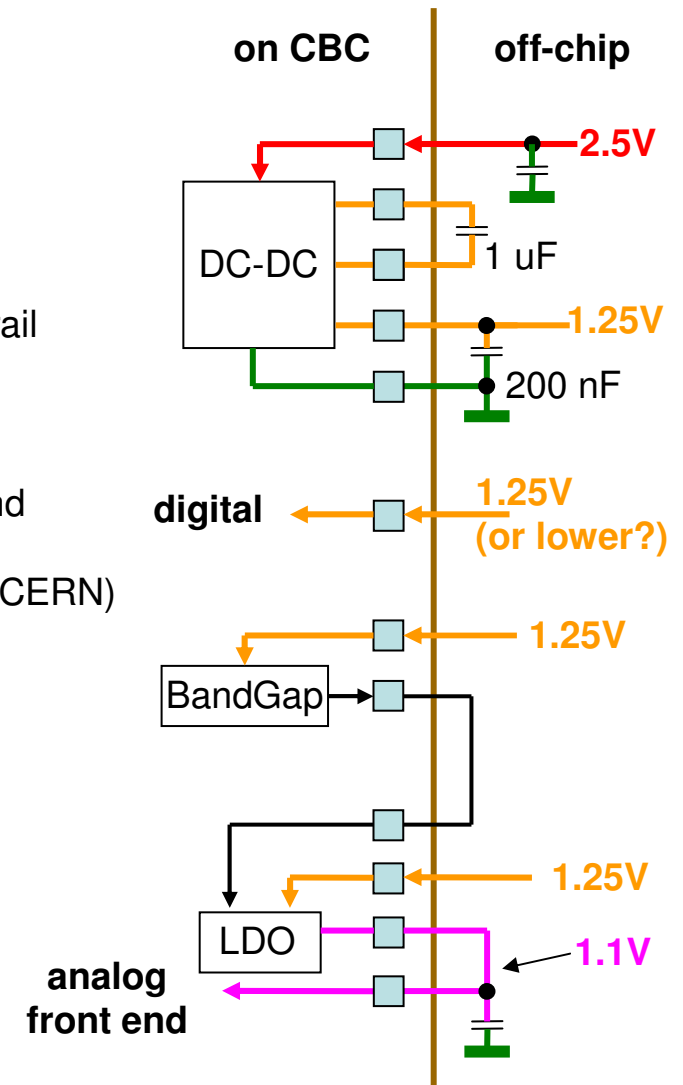 on CBC
off-chip
2.5V
DC-DC
1 uF
ail
1.25V
200 nF
nd
digital
1.25V
(or lower?)
CERN)
1.25V
BandGap
1.25V
LDO
1.1V
analog
front end